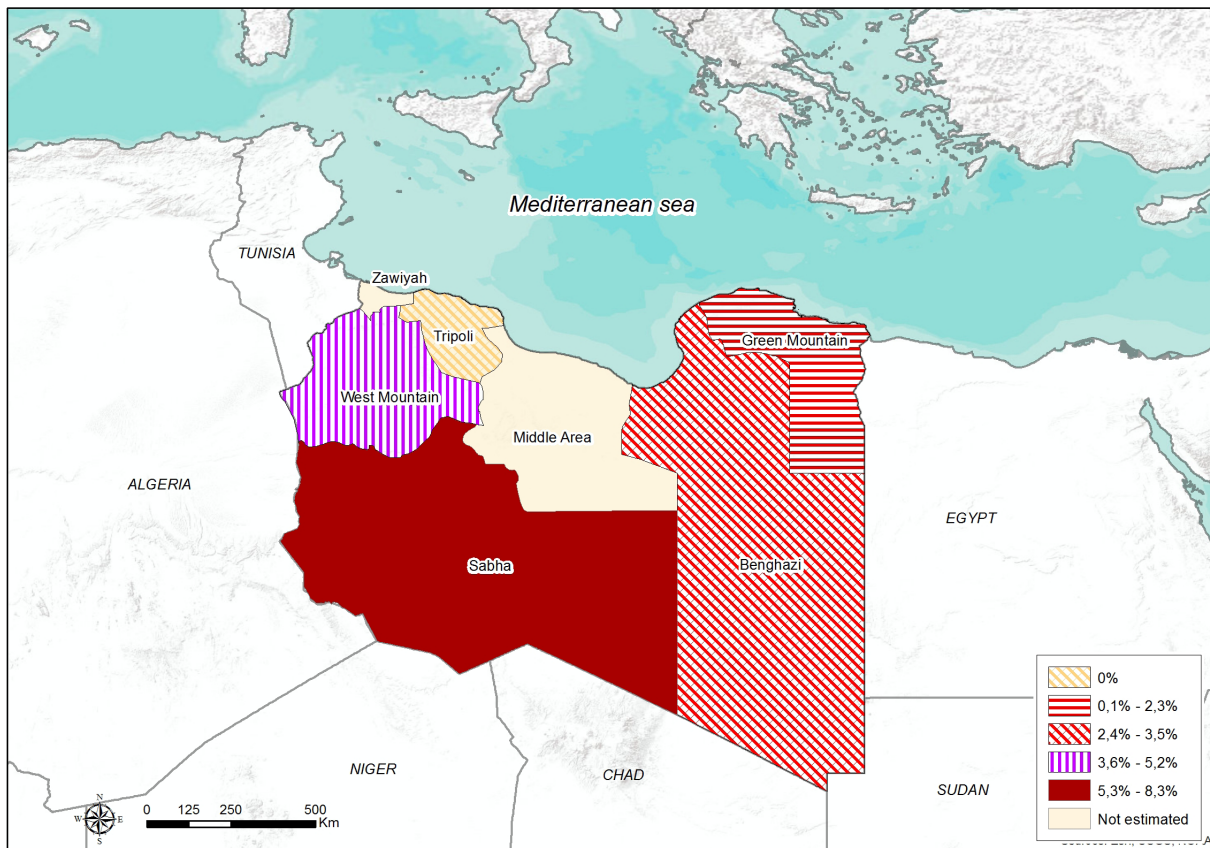 Mediterranean sea
TUNISIA
Zawiyah
Tripoli
Green Mountain
West Mountain
Middle Area
ALGERIA
EGYPT
Sabha
Benghazi
NIGER
CHAD
SUDAN
0%
0,1% - 2,3%
2,4% - 3,5%
3,6% - 5,2%
5,3% - 8,3%
Not estimated
N
W E
S
0 125 250 500
Km